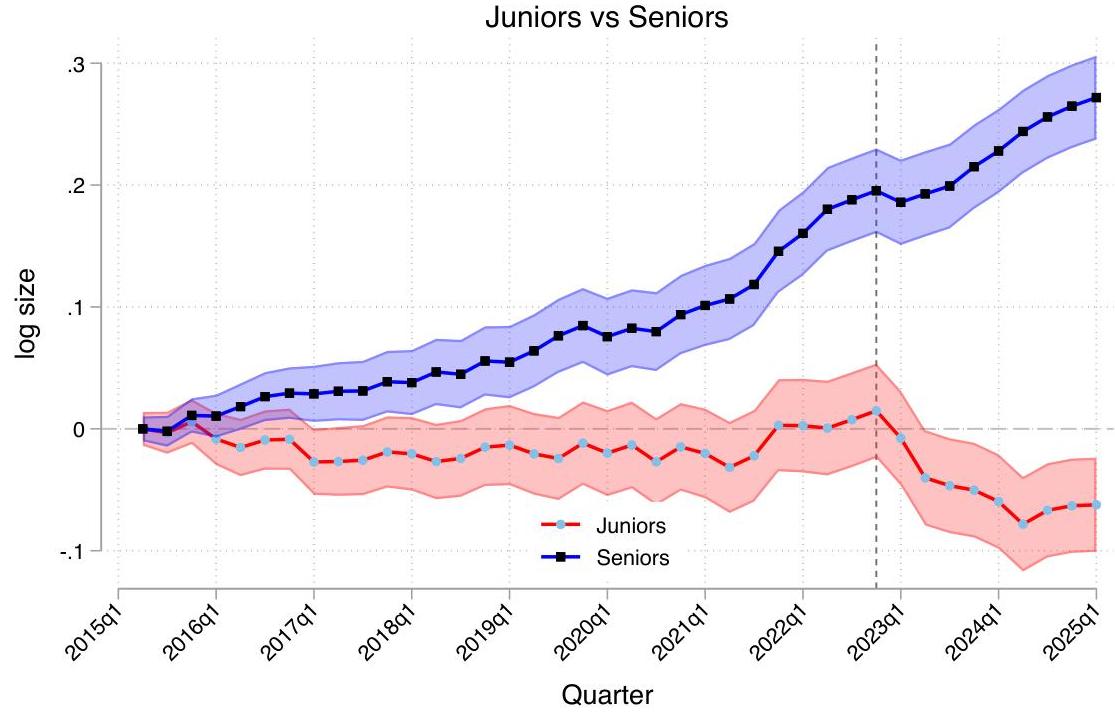 Juniors vs Seniors
.3
.2
.1
0
-.1
log size
Juniors
Seniors
2015q1
2016q1
2017q1
2018q1
2019q1
2020q1
2021q1
2022q1
2023q1
2024q1
2025q1
Quarter